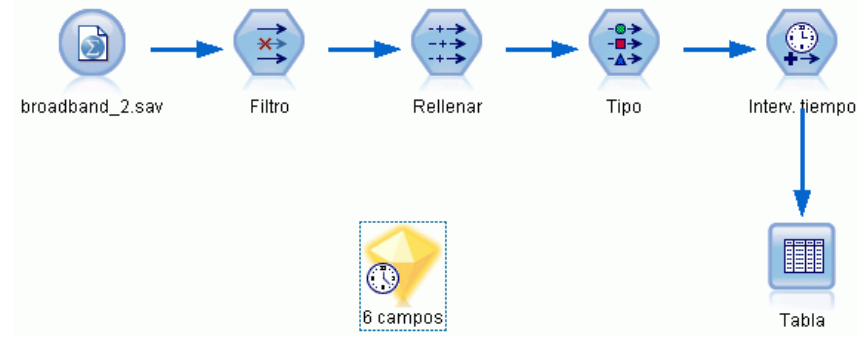 broadband_2.sav
Filtro
Rellenar
Tipo
Interv. tiempo
6 campos
Tabla